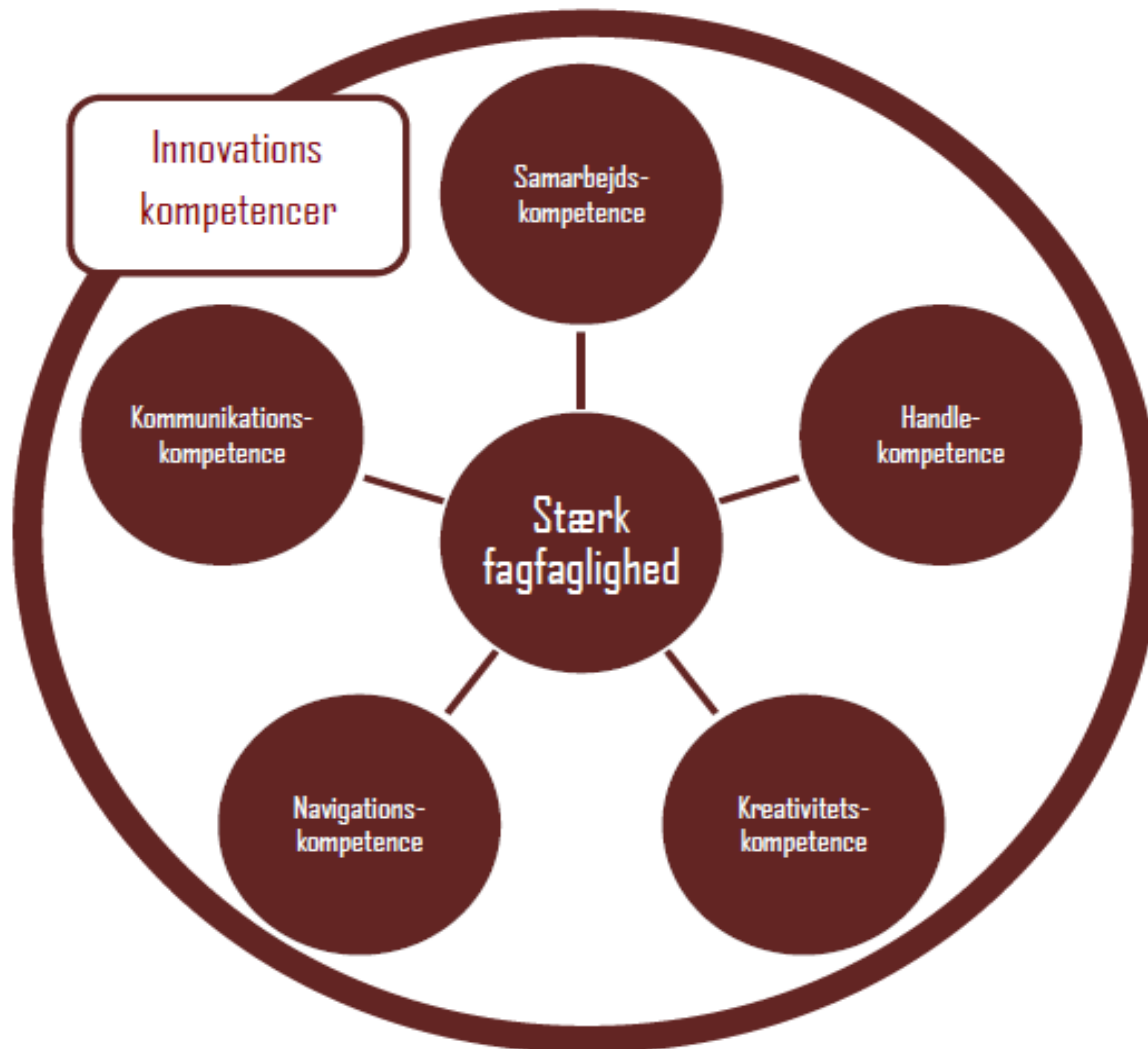 Innovations
kompetencer
Samarbejds-
kompetence
Kommunikations-
kompetence
Handle-
kompetence
Stærk
fagfaglighed
Navigations-
kompetence
Kreativitets-
kompetence